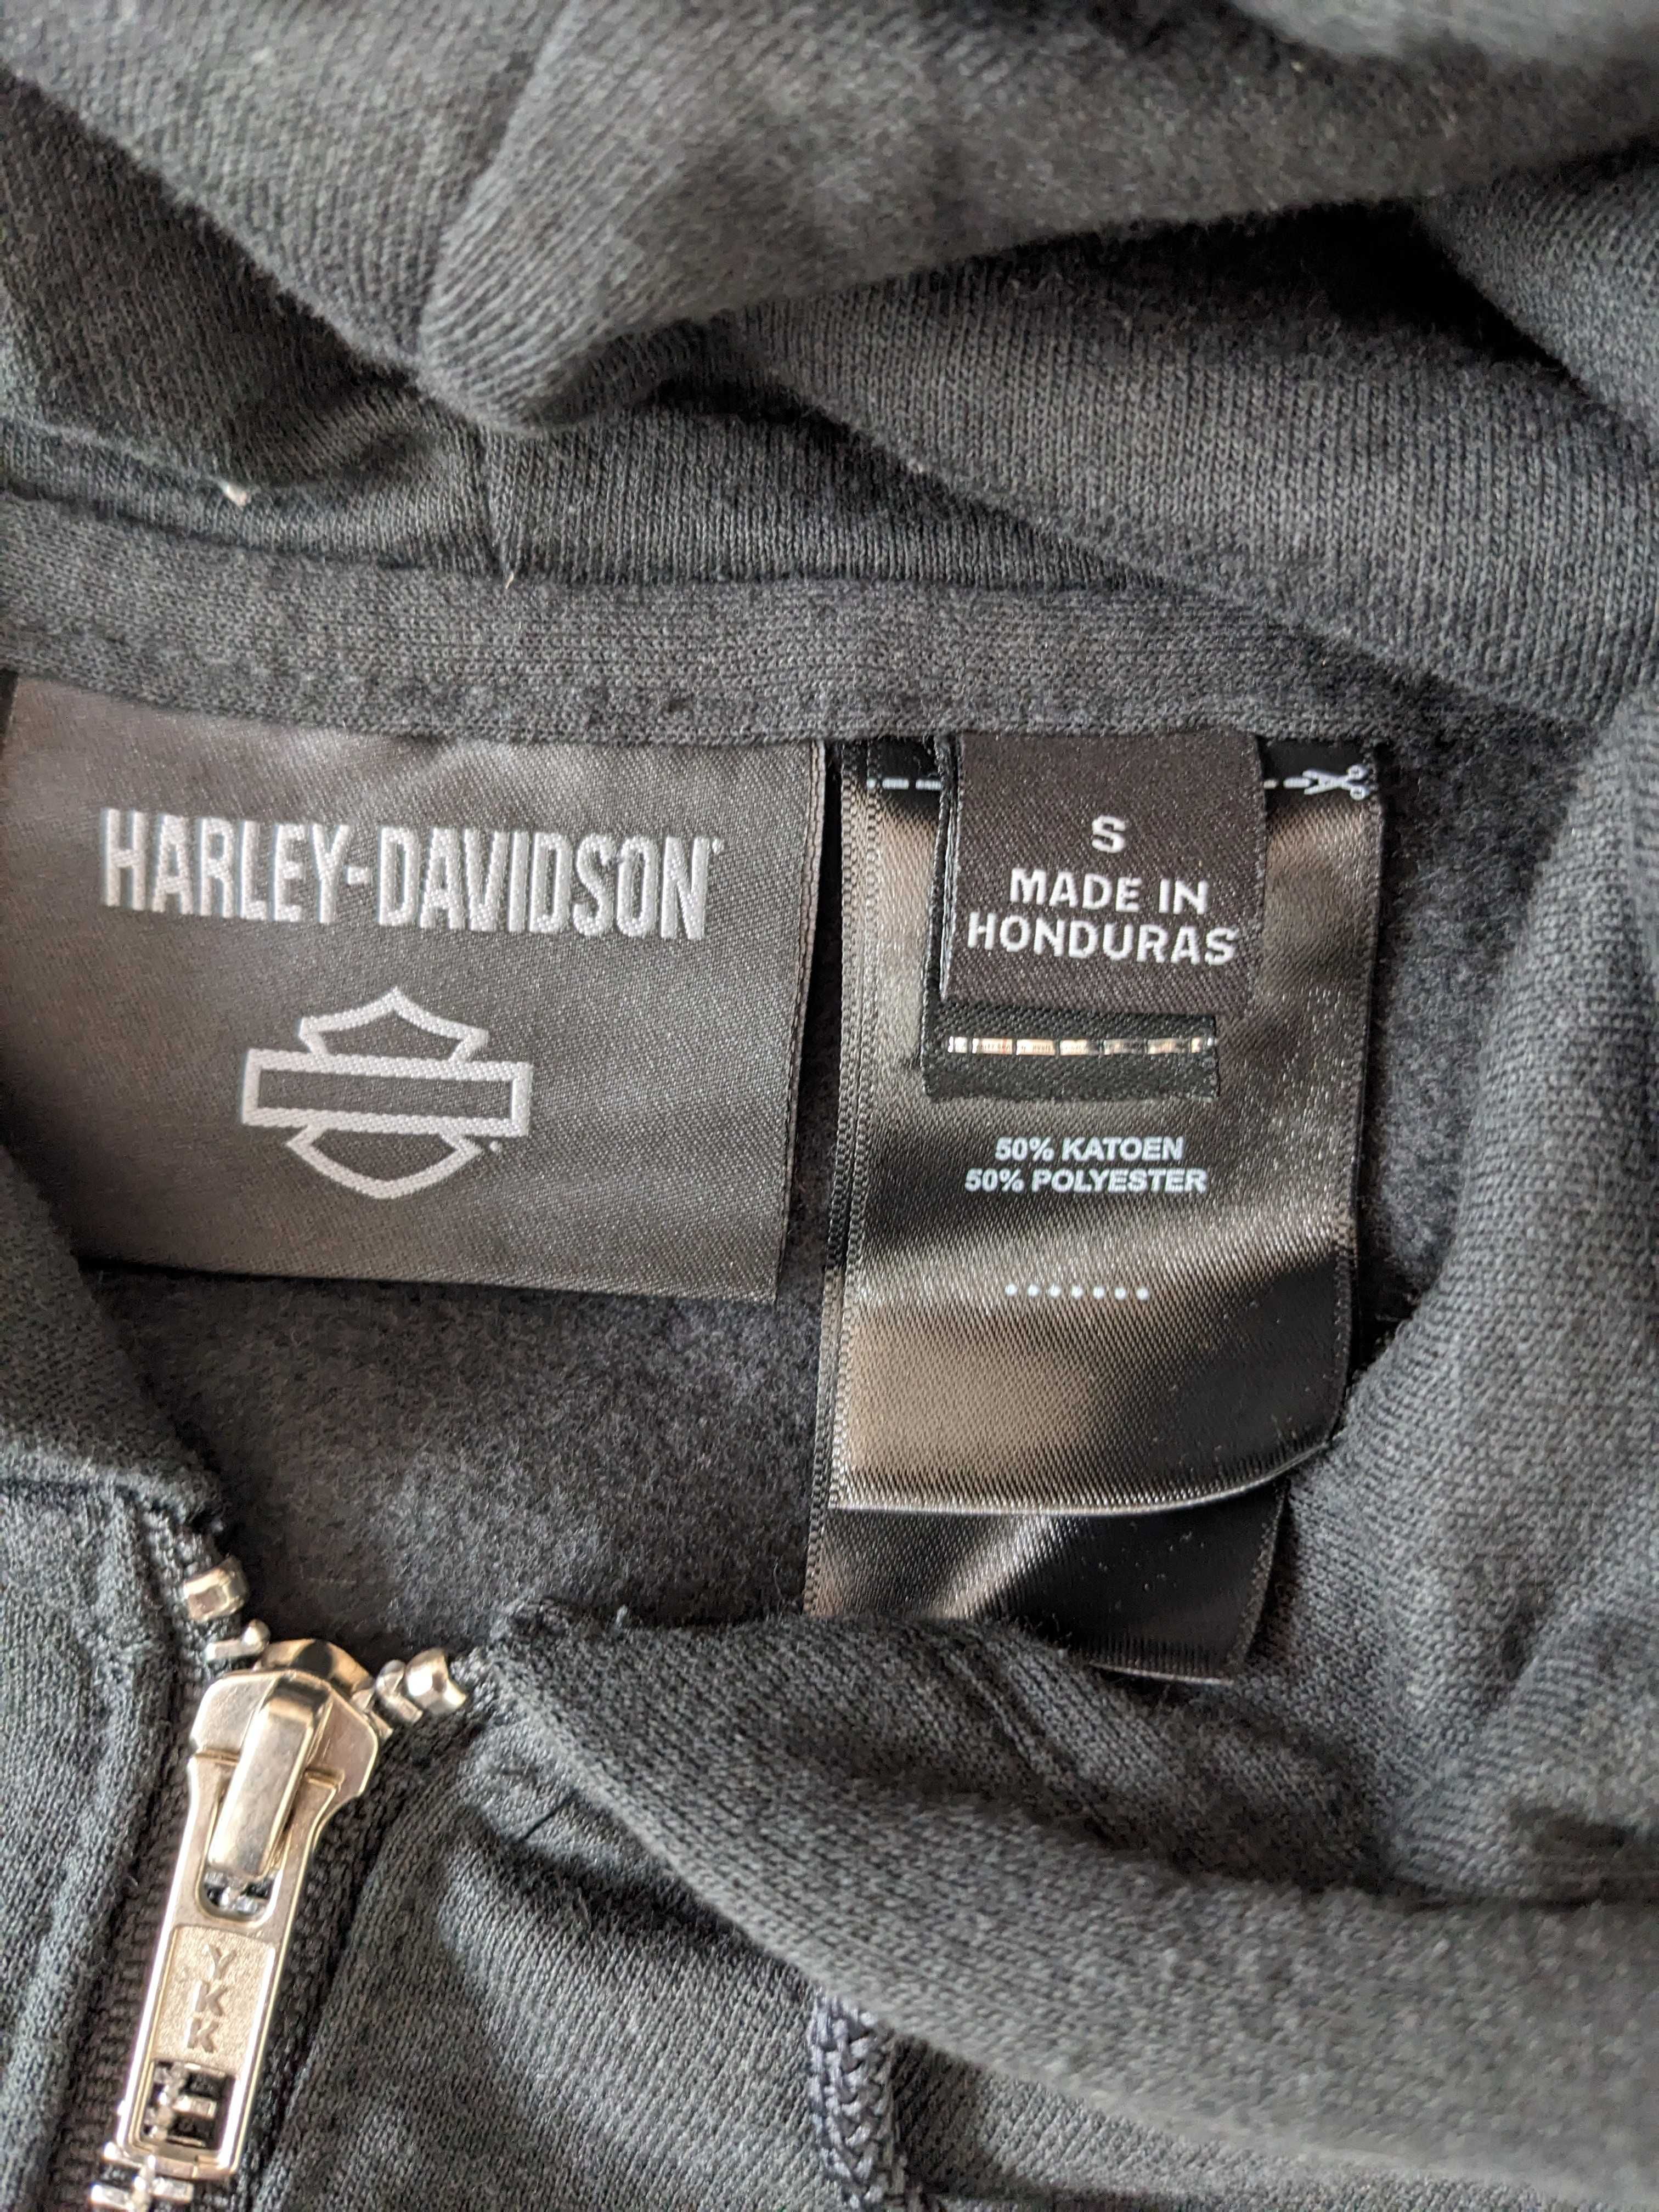 HARLEY-DAVIDSON
S
MADE IN
HONDURAS
50% KATOEN
50% POLYESTER
YKK